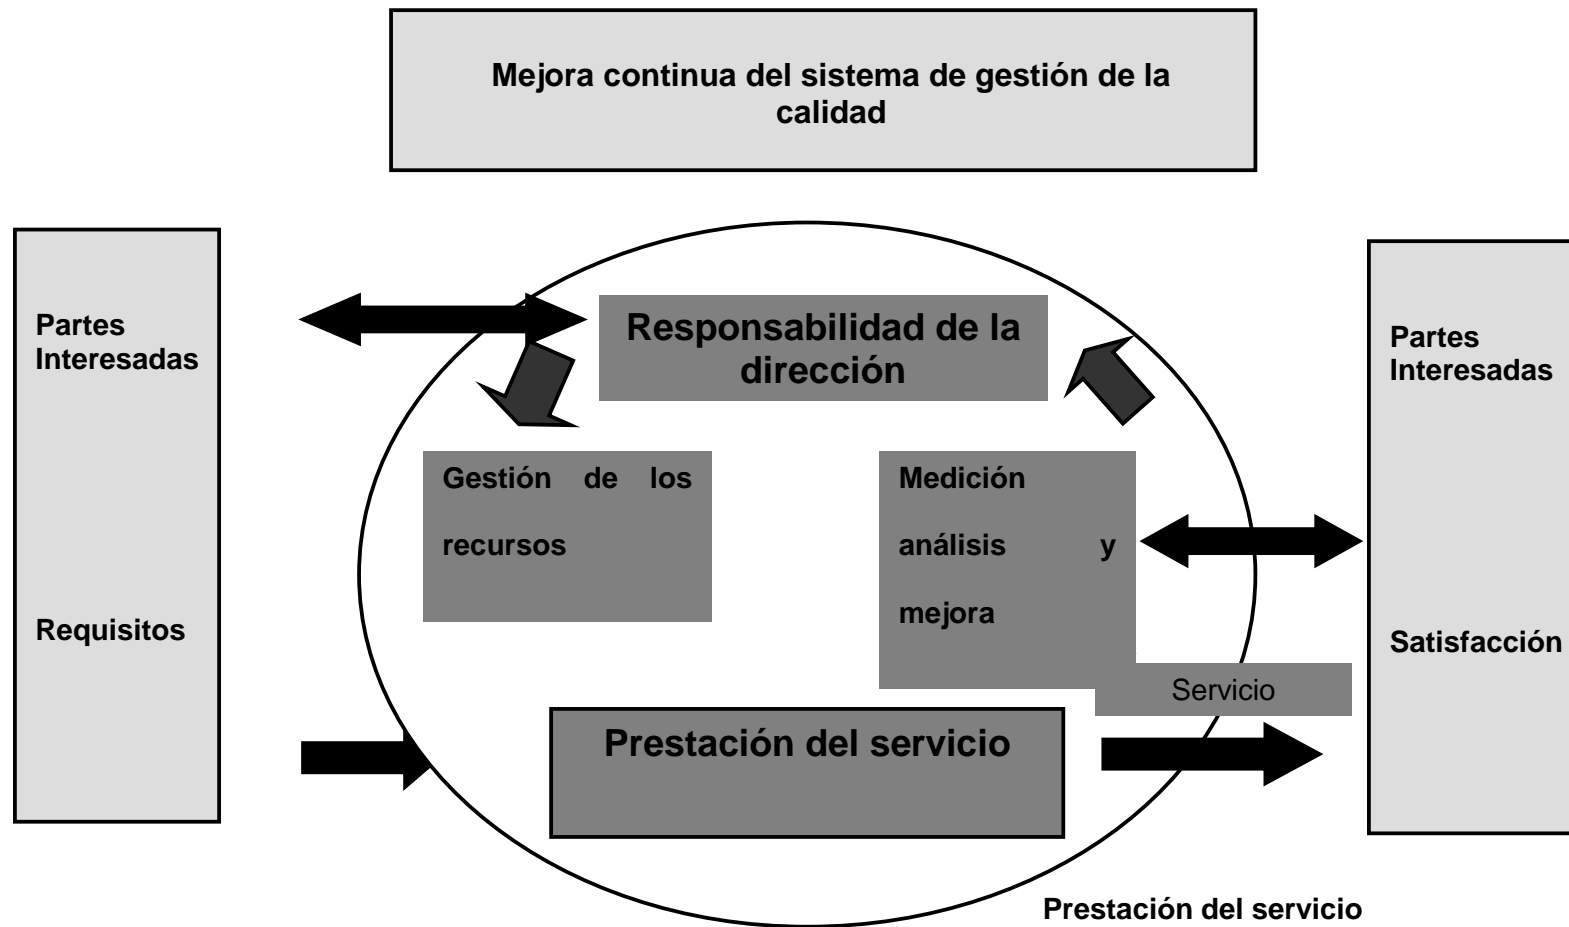 Mejora continua del sistema de gestión de la
calidad
Partes
Interesadas
Requisitos
Responsabilidad de la
dirección
Gestión de los
recursos
Medición
análisis y
mejora
Servicio
Prestación del servicio
Partes
Interesadas
Satisfacción
Prestación del servicio